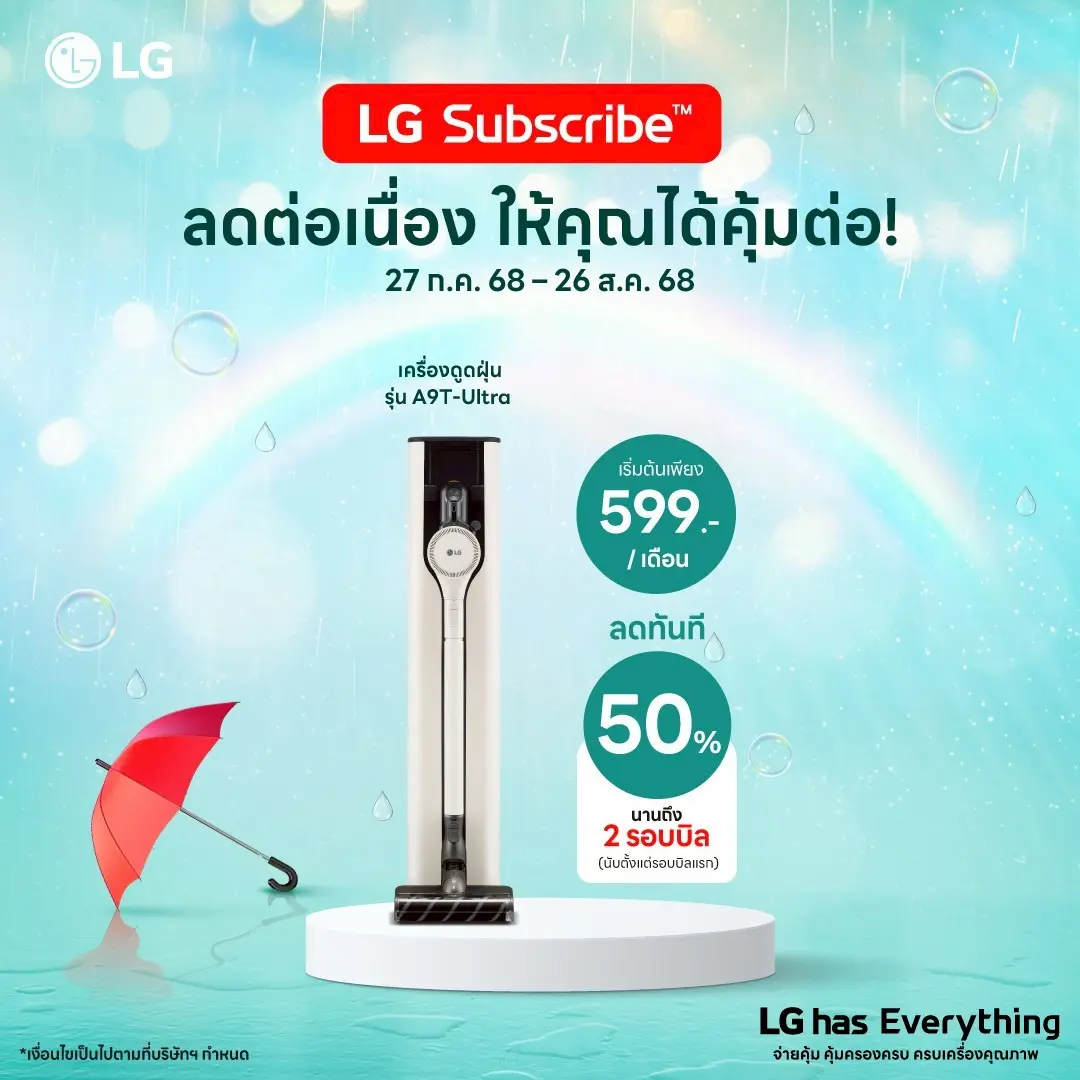 LG
LG Subscribe™
ลดต่อเนื่อง ให้คุณได้คุ้มต่อ!
27 ก.ค. 68 – 26 ส.ค. 68
เครื่องดูดฝุ่น
รุ่น A9T-Ultra
LG
เริ่มต้นเพียง
599.-
/ เดือน
ลดทันที
50%
นานถึง
2 รอบบิล
(นับตั้งแต่รอบบิลแรก)
LG has Everything
จ่ายคุ้ม คุ้มครองครบ ครบเครื่องคุณภาพ
*เงื่อนไขเป็นไปตามที่บริษัทฯ กำหนด